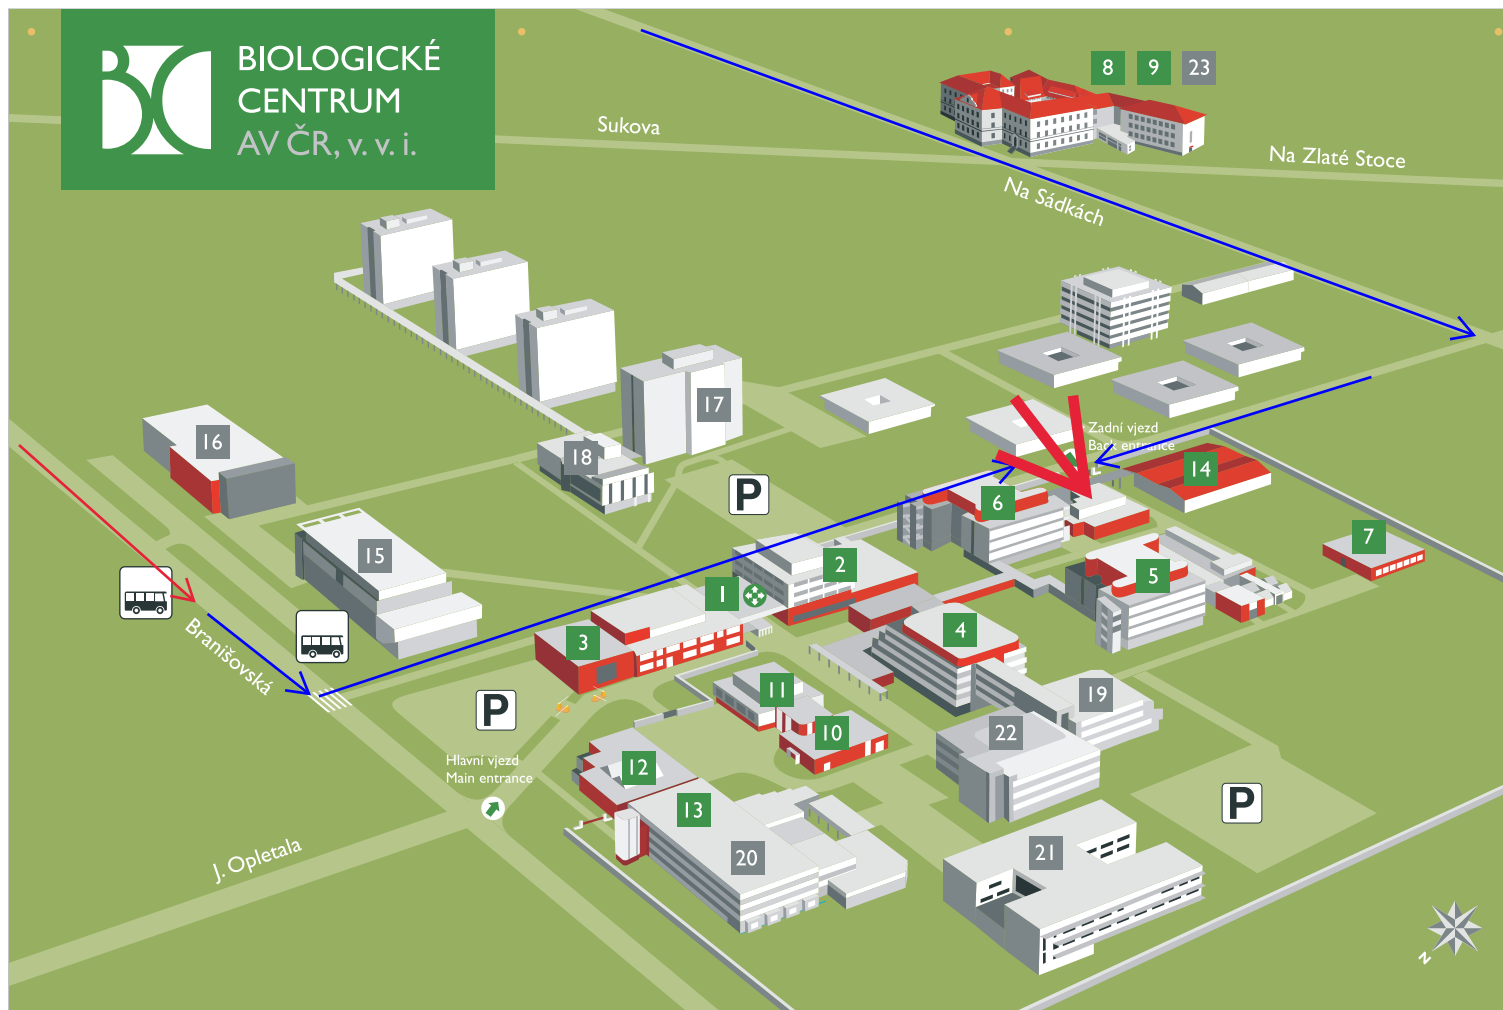 BIOLOGICKÉ
CENTRUM
AV ČR, v. v. i.
8 9 23
Sukova
Na Zlaté Stoce
Na Sádkách
17
16
18
Zadní vjezd
Back entrance
14
P
6
15
7
2
5
1
3
4
Branišovská
11
19
P
10
22
Hlavní vjezd
Main entrance
12
13
P
J. Opletala
20
21
N